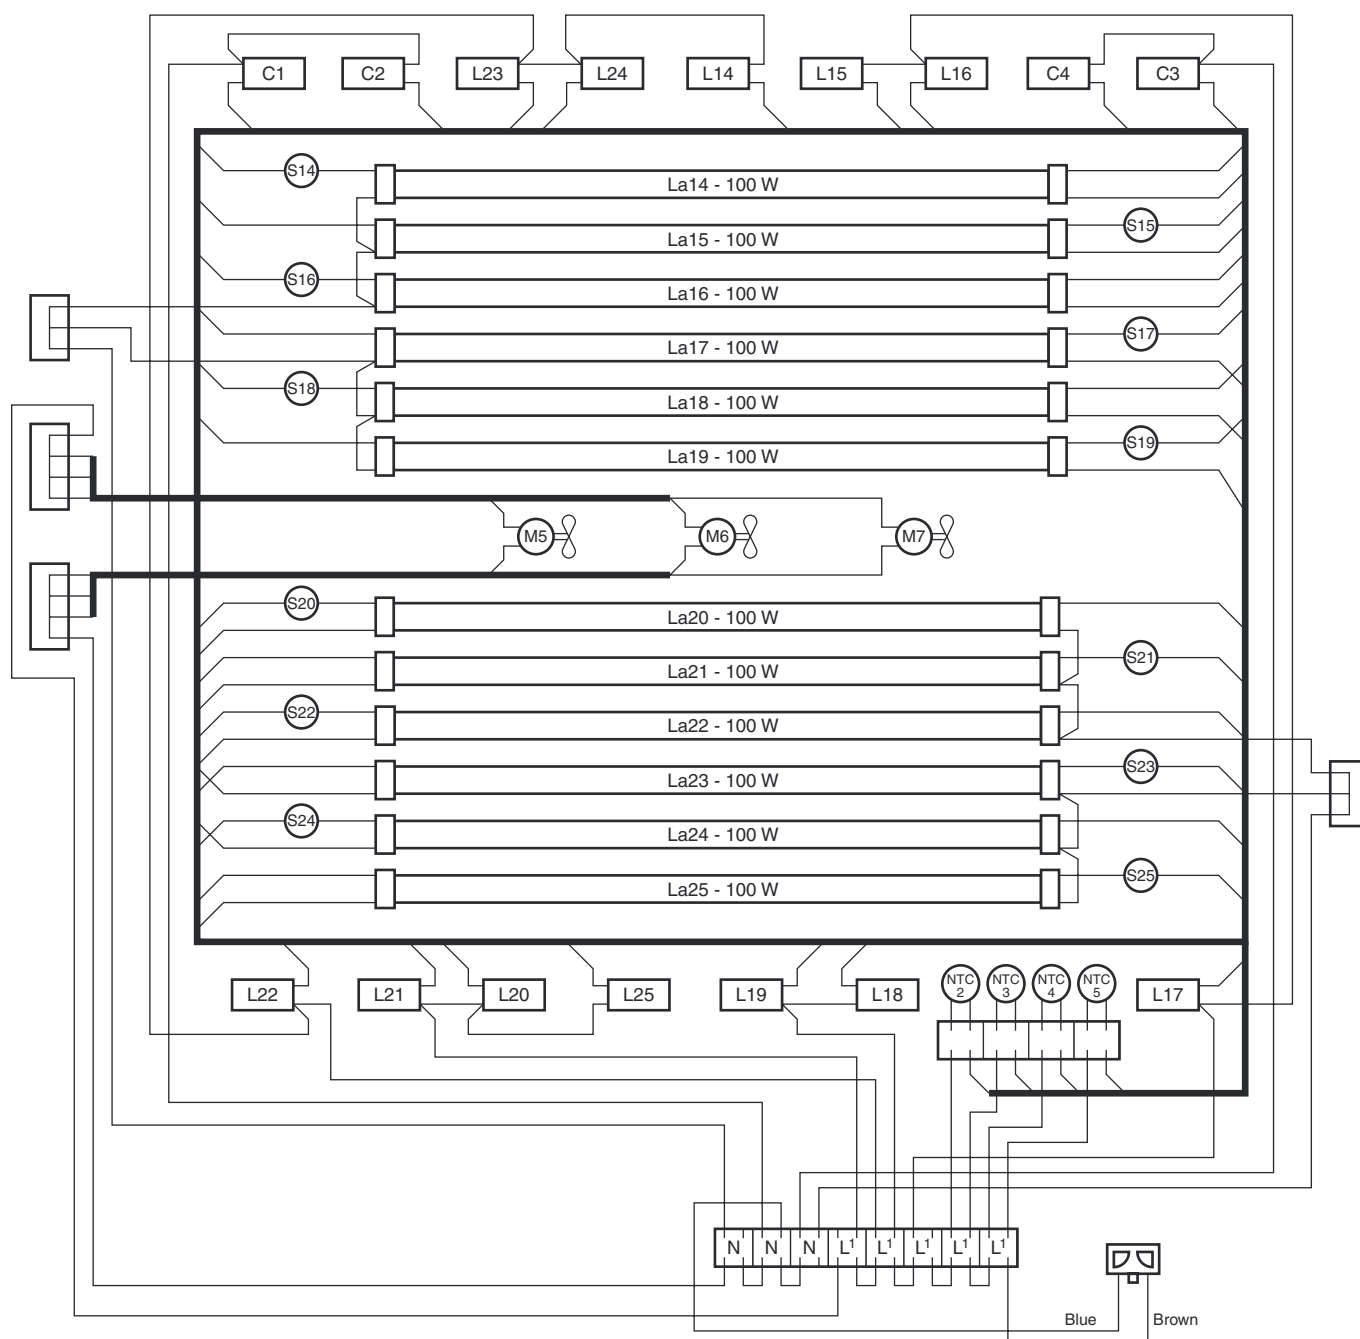 C1 C2 L23 L24 L14 L15 L16 C4 C3
S14
La14 - 100 W
La15 - 100 W
S15
S16
La16 - 100 W
La17 - 100 W
S17
S18
La18 - 100 W
La19 - 100 W
S19
M5 M6 M7
S20
La20 - 100 W
La21 - 100 W
S21
S22
La22 - 100 W
La23 - 100 W
S23
S24
La24 - 100 W
La25 - 100 W
S25
L22 L21 L20 L25 L19 L18
NTC 2
NTC 3
NTC 4
NTC 5
L17
N N N L¹ L¹ L¹ L¹ L¹
Blue Brown